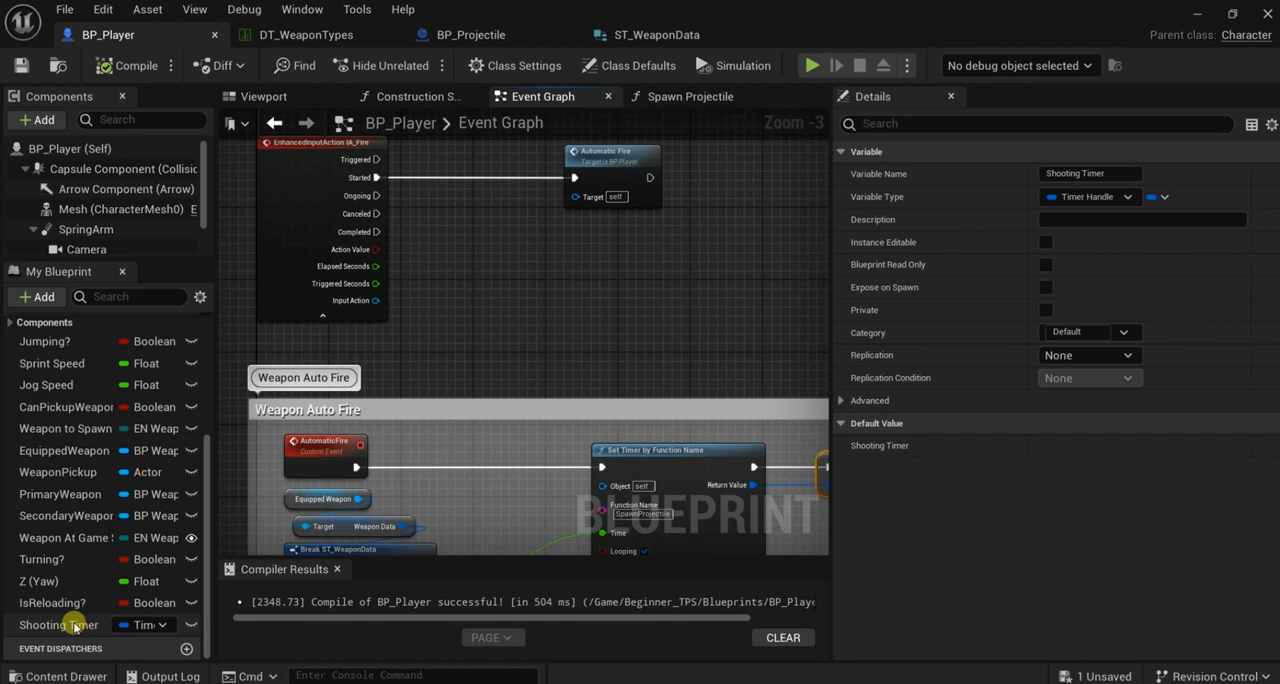 File Edit Asset View Debug Window Tools Help
BP_Player DT_WeaponTypes BP_Projectile ST_WeaponData Parent class: Character
Compile Diff Find Hide Unrelated Class Settings Class Defaults Simulation No debug object selected
Components Viewport Construction S... Event Graph Spawn Projectile Details
+ Add Search
BP_Player > Event Graph Zoom -3
Search
BP_Player (Self)
Capsule Component (Collisic
Arrow Component (Arrow)
Mesh (CharacterMesh0) E
SpringArm
Camera
My Blueprint
+ Add Search
Components
Jumping? Boolean
Sprint Speed Float
Jog Speed Float
CanPickupWeapor Boolean
Weapon to Spawn EN Weap
EquippedWeapon BP Weap
WeaponPickup Actor
PrimaryWeapon BP Weap
SecondaryWeapor BP Weap
Weapon At Game S EN Weap
Turning? Boolean
Z (Yaw) Float
IsReloading? Boolean
Shooting Timer Time
EVENT DISPATCHERS
EnhancedInputAction IA_Fire
Triggered
Started
Ongoing
Canceled
Completed
Action Value
Elapsed Seconds
Triggered Seconds
Input Action
Automatic Fire
Target is BP Player
Target self
Weapon Auto Fire
Weapon Auto Fire
AutomaticFire
Custom Event
Equipped Weapon
Target Weapon Data
Break ST_WeaponData
Set Timer by Function Name
Object self
Return Value
Function Name
SpawnProjectile
Time
Looping
BLUEPRINT
Compiler Results
• [2348.73] Compile of BP_Player successful! [in 504 ms] (/Game/Beginner_TPS/Blueprints/BP_Playe
PAGE CLEAR
Variable
Variable Name Shooting Timer
Variable Type Timer Handle
Description
Instance Editable
Blueprint Read Only
Expose on Spawn
Private
Category Default
Replication None
Replication Condition None
Advanced
Default Value
Shooting Timer
Content Drawer Output Log Cmd Enter Console Command 1 Unsaved Revision Control